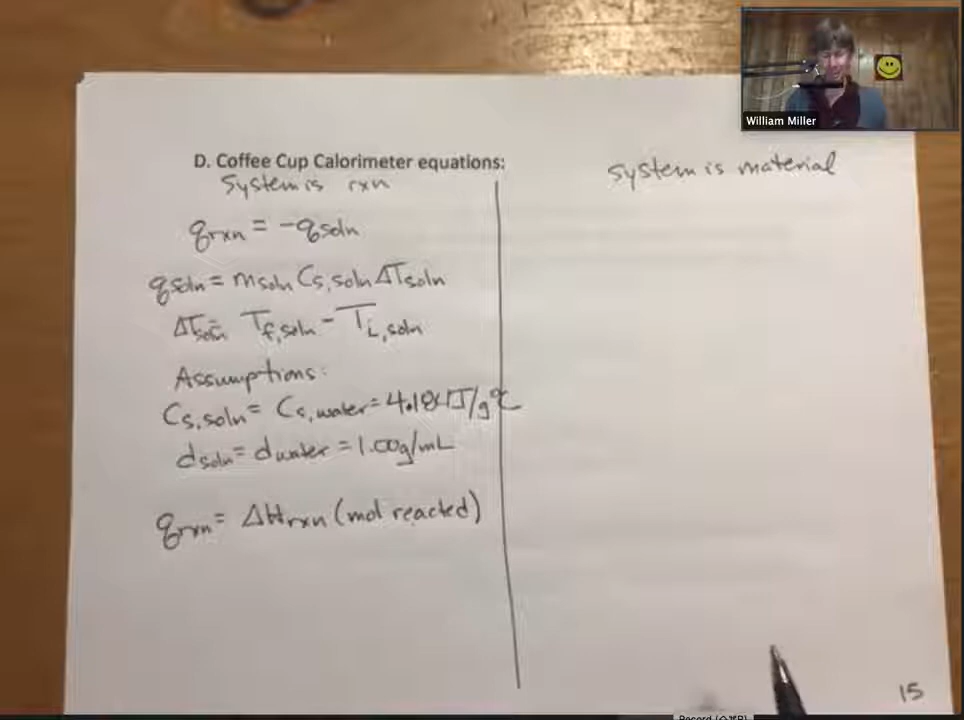 William Miller
D. Coffee Cup Calorimeter equations:
System is rxn
system is material
qrxn = -qsoln
qsoln = msoln Cs,soln ΔTsoln
ΔTsoln = Tf,soln - Ti,soln
Assumptions:
Cs,soln = Cs,water = 4.184J/g°C
dsoln = dwater = 1.00g/mL
qrxn = ΔHrxn (mol reacted)
15